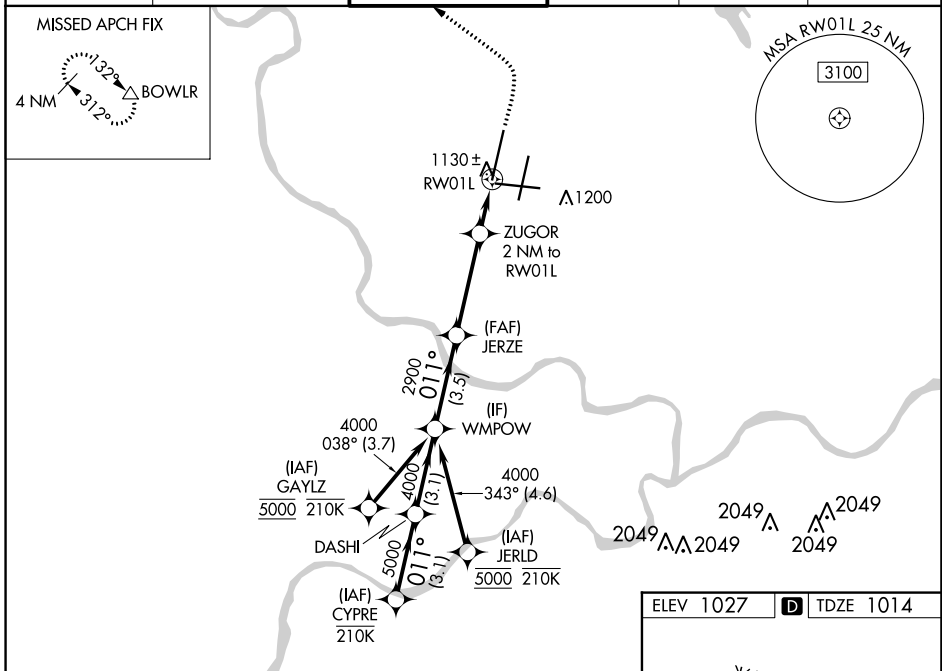 MISSED APCH FIX
132°
4 NM
312°
BOWLR
MSA RW01L 25 NM
3100
1130 ±
RW01L
1200
ZUGOR
2 NM to
RW01L
(FAF)
JERZE
2900
011°
(3.5)
(IF)
WMPOW
4000
038° (3.7)
(IAF)
GAYLZ
5000 210K
4000
(3.1)
4000
343° (4.6)
DASHI
(IAF)
JERLD
5000 210K
5000
011°
(3.1)
(IAF)
CYPRE
210K
2049
2049
2049
2049
2049
ELEV 1027
D
TDZE 1014